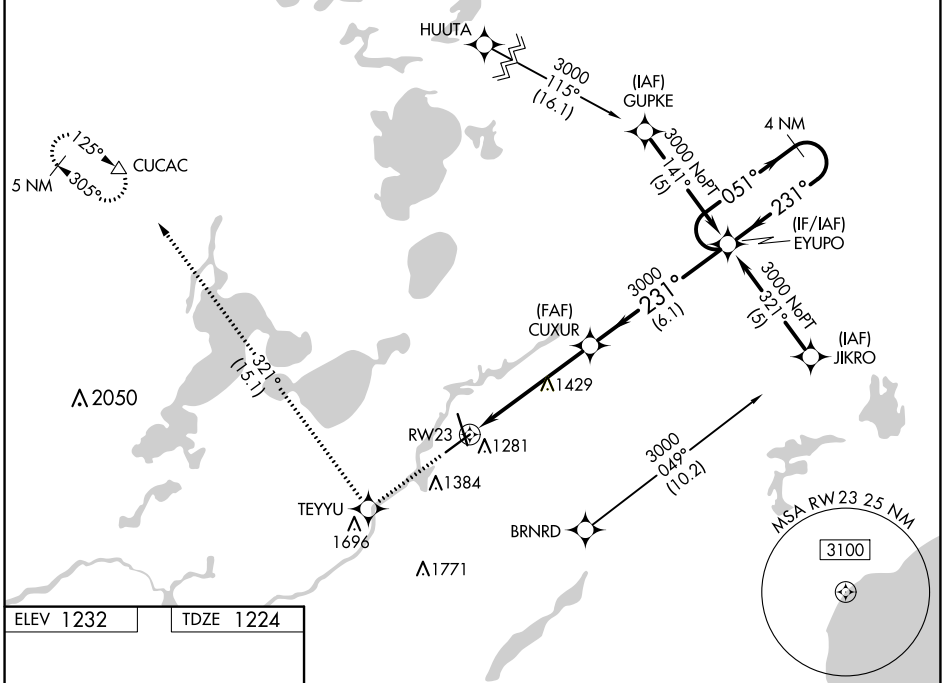 HUUTA
3000
115°
(16.1)
(IAF)
GUPKE
3000 NoPT
141°
(5)
4 NM
051°
231°
(IF/IAF)
EYUPO
125°
305°
5 NM
CUCAC
3000
231°
(6.1)
(FAF)
CUXUR
3000 NoPT
321°
(5)
(IAF)
JIKRO
321°
(15.1)
2050
1429
RW23
1281
1384
3000
049°
(10.2)
TEYYU
1696
BRNRD
1771
MSA RW23 25 NM
3100
ELEV 1232
TDZE 1224